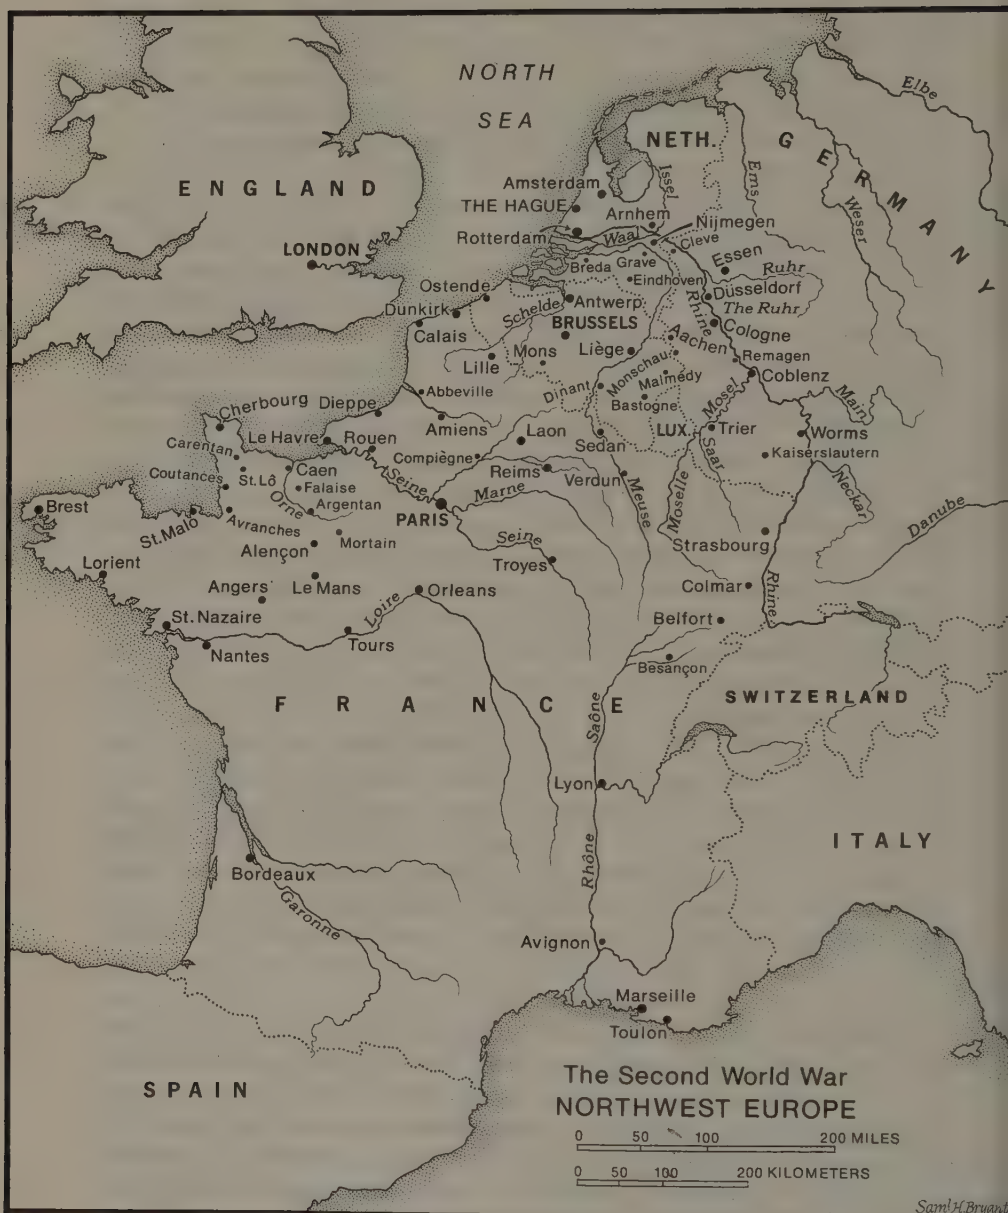 NORTH
SEA
Elbe
NETH.
GERMANY
ENGLAND
Amsterdam
Issel
Ems
Weser
THE HAGUE
Arnhem
Nijmegen
Rotterdam
Waal
Cleve
LONDON
Breda
Grave
Essen
Ruhr
Ostende
Eindhoven
Düsseldorf
Schelde
Antwerp
Rhine
The Ruhr
Dunkirk
BRUSSELS
Cologne
Calais
Liège
Aachen
Remagen
Lille
Mons
Monschau
Coblenz
Dinant
Malmédy
Mosel
Main
Abbeville
Bastogne
Cherbourg
Dieppe
Amiens
Laon
Sedan
LUX.
Trier
Worms
Carentan
Le Havre
Rouen
Compiègne
Saar
Kaiserslautern
Coutances
St. Lô
Caen
Seine
Reims
Verdun
Falaise
Marne
Meuse
Moselle
Neckar
Brest
Orne
Argentan
PARIS
Danube
St. Malo
Avranches
Mortain
Seine
Strasbourg
Alençon
Troyes
Lorient
Angers
Le Mans
Orleans
Colmar
Rhine
St. Nazaire
Loire
Belfort
Nantes
Tours
Besançon
FRANCE
Saône
SWITZERLAND
Lyon
ITALY
Rhône
Bordeaux
Garonne
Avignon
Marseille
Toulon
The Second World War
SPAIN
NORTHWEST EUROPE
0 50 100 200 MILES
0 50 100 200 KILOMETERS
Saml H. Bryant